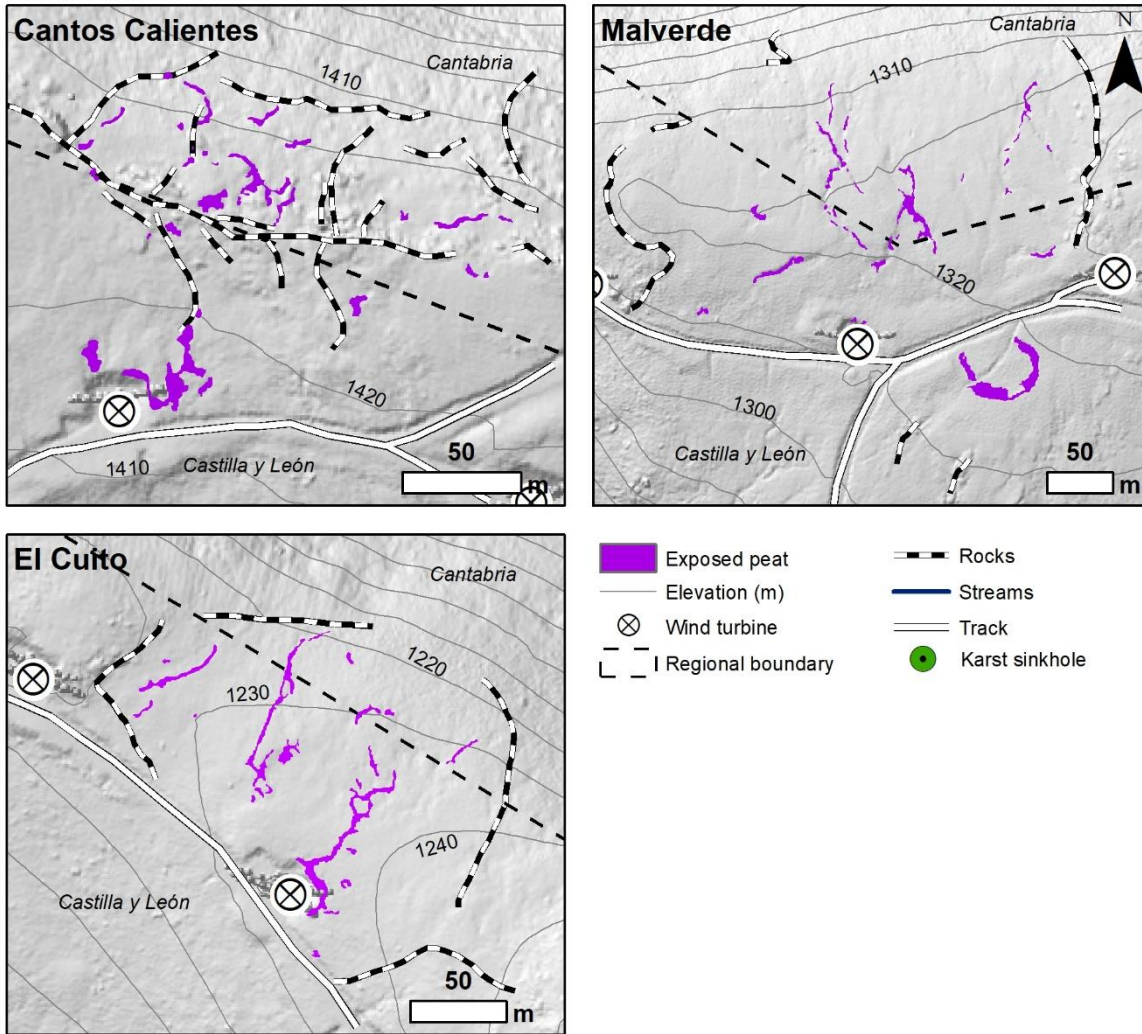 Cantos Calientes
Cantabria
1410
1420
1410
Castilla y León
50
m
Malverde
Cantabria
N
1310
1320
1300
Castilla y León
50
m
El Cuito
Cantabria
1220
1230
1240
Castilla y León
50
m
Exposed peat
Elevation (m)
Wind turbine
Regional boundary
Rocks
Streams
Track
Karst sinkhole